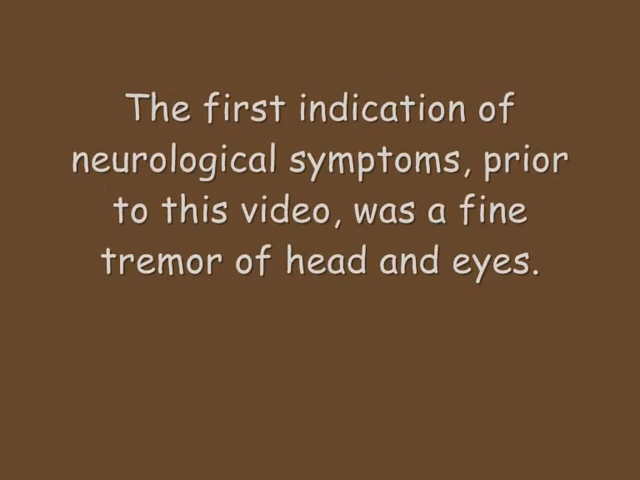 The first indication of
neurological symptoms, prior
to this video, was a fine
tremor of head and eyes.